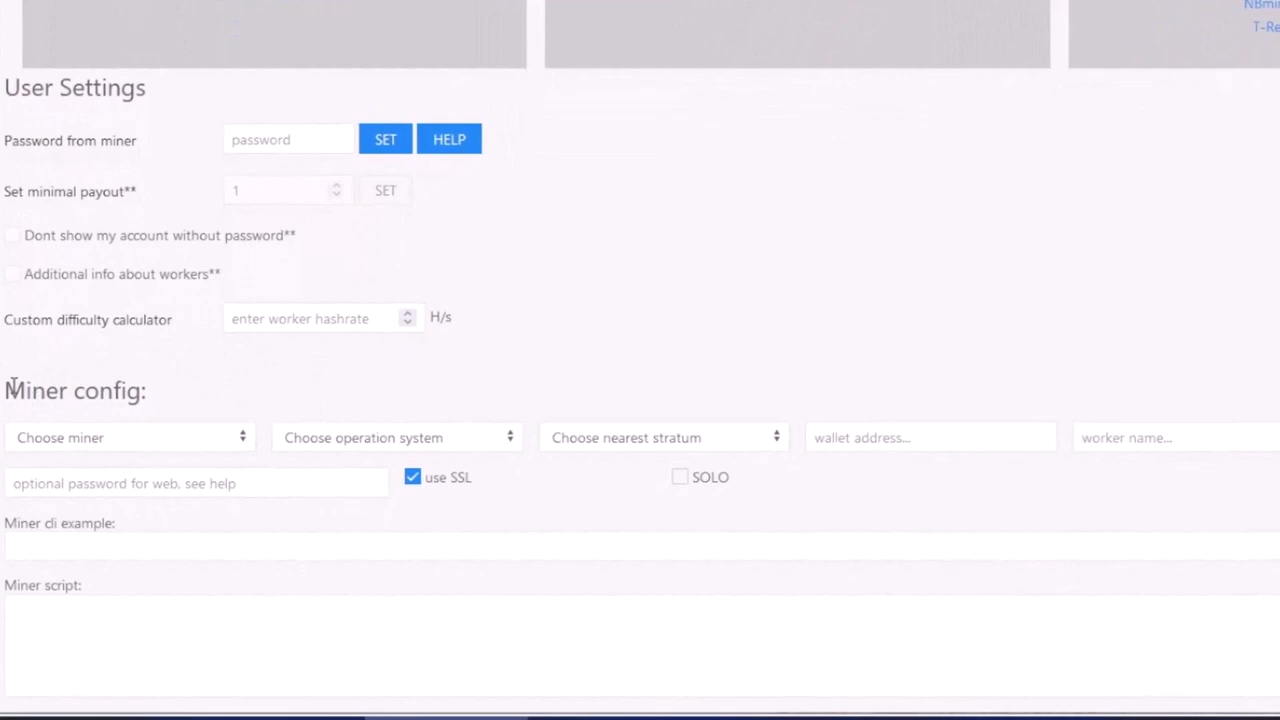 NBmin
T-Re
User Settings
Password from miner password SET HELP
Set minimal payout** 1 SET
Dont show my account without password**
Additional info about workers**
Custom difficulty calculator enter worker hashrate H/s
Miner config:
Choose miner Choose operation system Choose nearest stratum wallet address... worker name...
optional password for web, see help use SSL SOLO
Miner cli example:
Miner script: